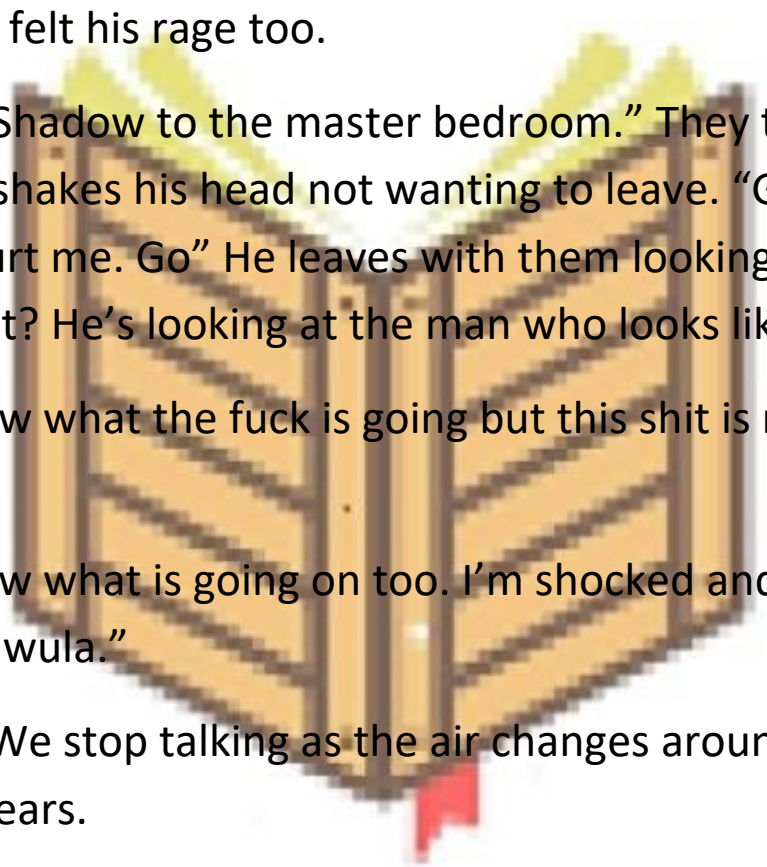 felt his rage too.
Shadow to the master bedroom.” They t
shakes his head not wanting to leave. “G
urt me. Go” He leaves with them looking
t? He’s looking at the man who looks lik
w what the fuck is going but this shit is
w what is going on too. I’m shocked and
wula.”
We stop talking as the air changes aroun
ears.